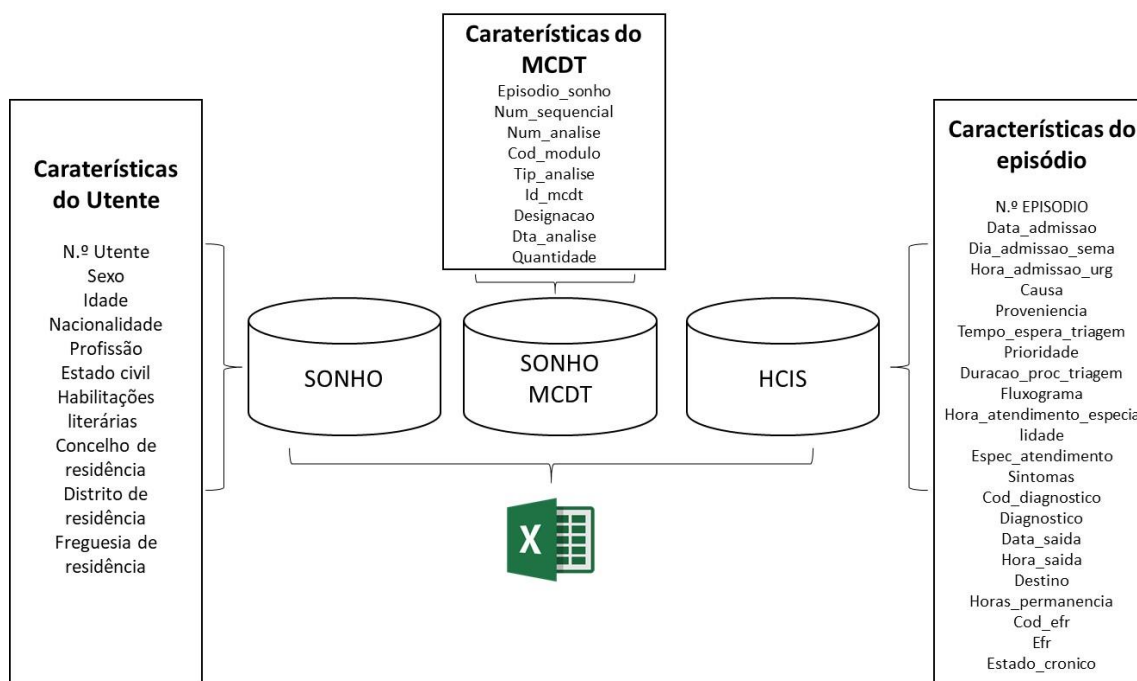 Caraterísticas do Utente
N.º Utente
Sexo
Idade
Nacionalidade
Profissão
Estado civil
Habilitações
literárias
Concelho de
residência
Distrito de
residência
Freguesia de
residência
Caraterísticas do
MCDT
Episodio_sonho
Num_sequencial
Num_analise
Cod_modulo
Tip_analise
Id_mcdt
Designacao
Dta_analise
Quantidade
SONHO
SONHO
MCDT
HCIS
X
Características do
episódio
N.º EPISODIO
Data_admissao
Dia_admissao_sema
Hora_admissao_urg
Causa
Proveniencia
Tempo_espera_triagem
Prioridade
Duracao_proc_triagem
Fluxograma
Hora_atendimento_especia
lidade
Espec_atendimento
Sintomas
Cod_diagnostico
Diagnostico
Data_saida
Hora_saida
Destino
Horas_permanencia
Cod_efr
Efr
Estado_cronico